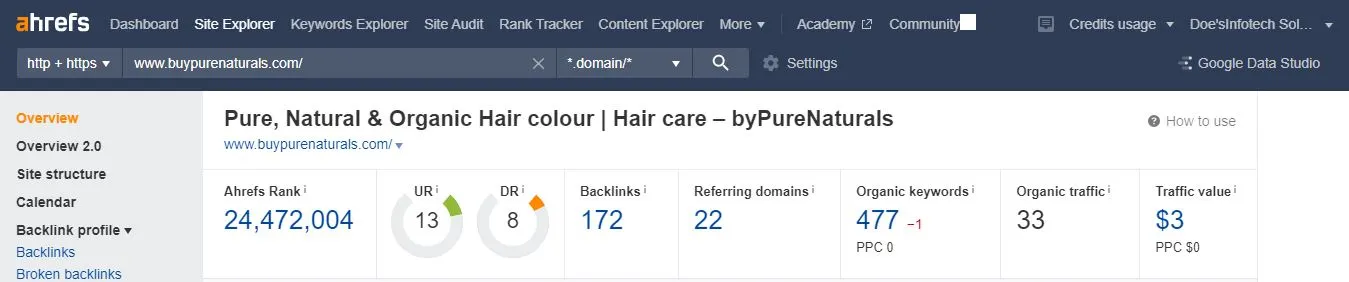 ahrefs Dashboard Site Explorer Keywords Explorer Site Audit Rank Tracker Content Explorer More Academy Community Credits usage Doe'sInfotech Sol...
http + https www.buypurenaturals.com/ *.domain/* Settings Google Data Studio
Overview
Overview 2.0
Site structure
Calendar
Backlink profile
Backlinks
Broken backlinks
Pure, Natural & Organic Hair colour | Hair care – byPureNaturals
How to use
www.buypurenaturals.com/
Ahrefs Rank i
24,472,004
UR i
13
DR i
8
Backlinks i
172
Referring domains i
22
Organic keywords i
477 −1
PPC 0
Organic traffic i
33
Traffic value i
$3
PPC $0